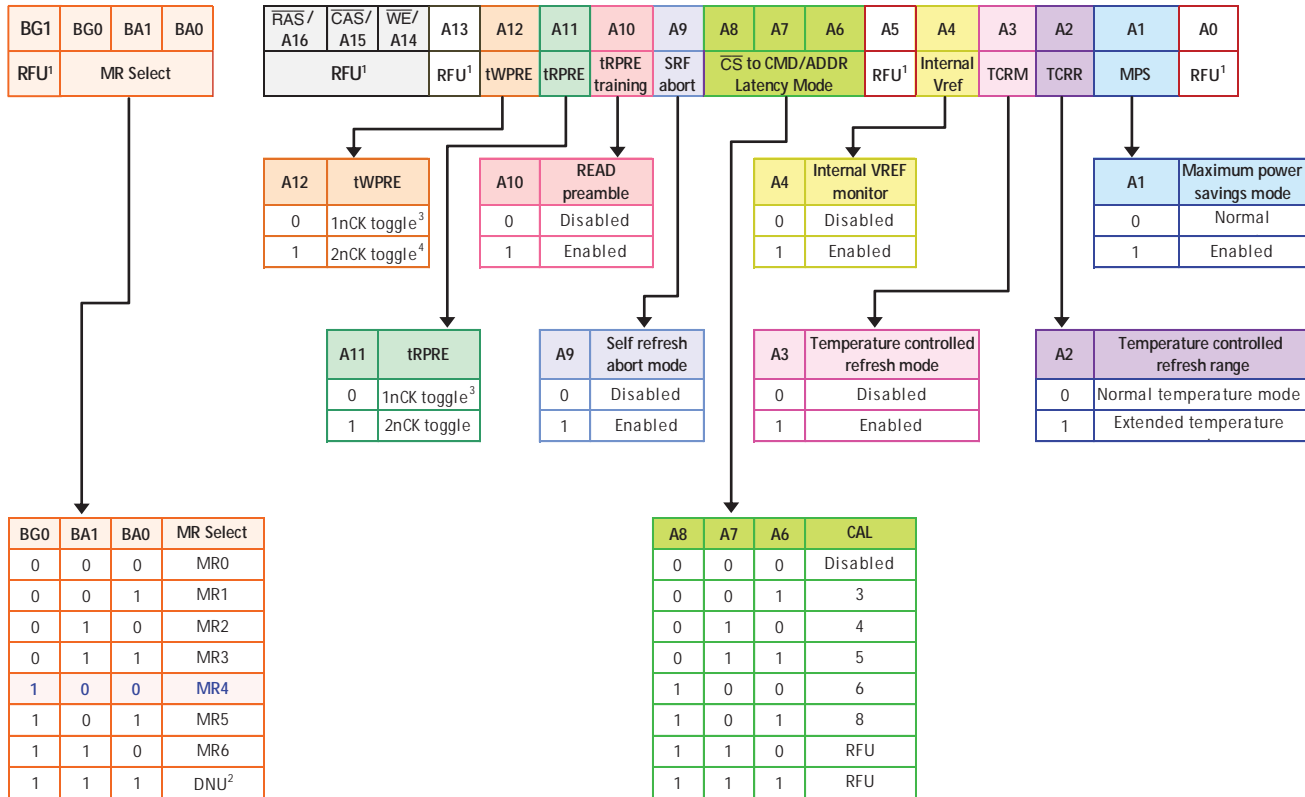 BG1 BG0 BA1 BA0 RAS/ A16 CAS/ A15 WE/ A14 A13 A12 A11 A10 A9 A8 A7 A6 A5 A4 A3 A2 A1 A0
RFU¹ MR Select RFU¹ RFU¹ tWPRE tRPRE tRPRE training SRF abort CS to CMD/ADDR Latency Mode RFU¹ Internal Vref TCRM TCRR MPS RFU¹
A12 tWPRE
0 1nCK toggle³
1 2nCK toggle⁴
A10 READ preamble
0 Disabled
1 Enabled
A4 Internal VREF monitor
0 Disabled
1 Enabled
A1 Maximum power savings mode
0 Normal
1 Enabled
A11 tRPRE
0 1nCK toggle³
1 2nCK toggle
A9 Self refresh abort mode
0 Disabled
1 Enabled
A3 Temperature controlled refresh mode
0 Disabled
1 Enabled
A2 Temperature controlled refresh range
0 Normal temperature mode
1 Extended temperature
BG0 BA1 BA0 MR Select
0 0 0 MR0
0 0 1 MR1
0 1 0 MR2
0 1 1 MR3
1 0 0 MR4
1 0 1 MR5
1 1 0 MR6
1 1 1 DNU²
A8 A7 A6 CAL
0 0 0 Disabled
0 0 1 3
0 1 0 4
0 1 1 5
1 0 0 6
1 0 1 8
1 1 0 RFU
1 1 1 RFU